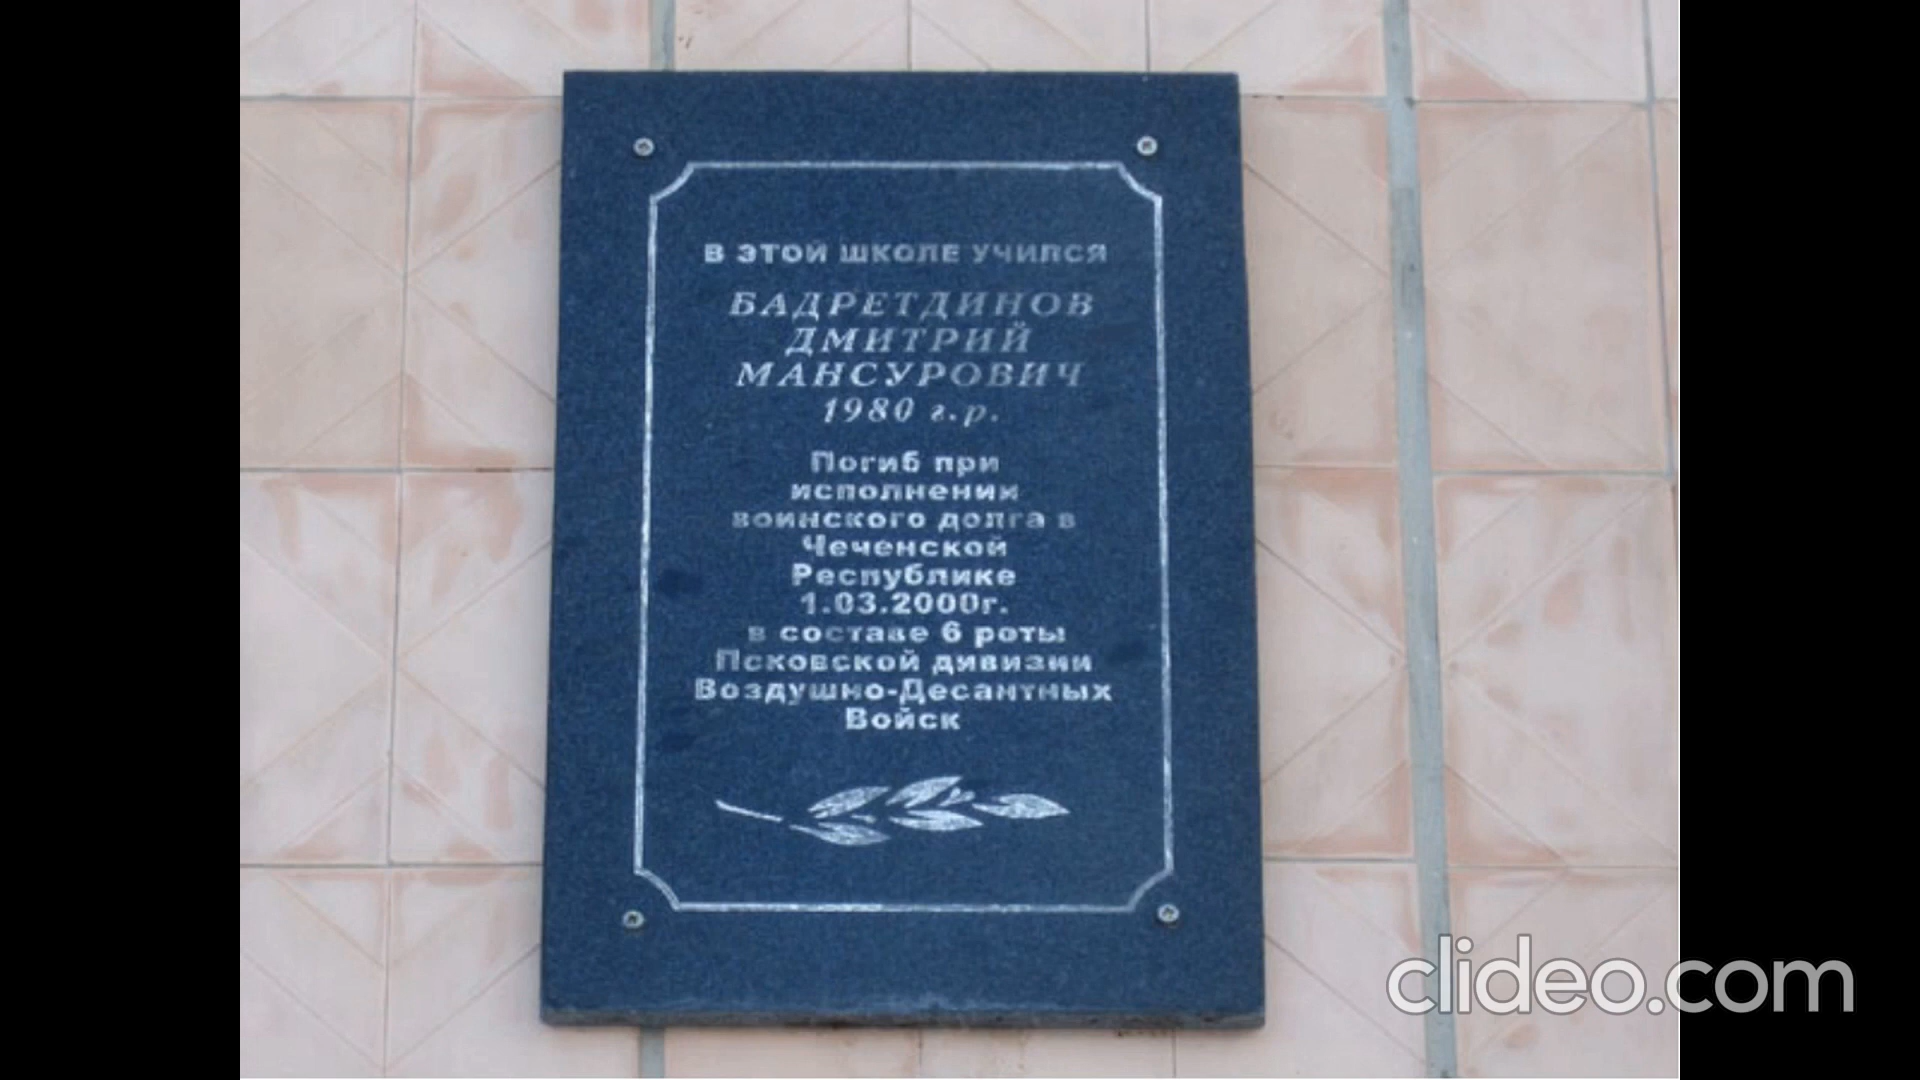 В ЭТОЙ ШКОЛЕ УЧИЛСЯ
БАДРЕТДИНОВ
ДМИТРИЙ
МАНСУРОВИЧ
1980 г.р.
Погиб при
исполнении
воинского долга в
Чеченской
Республике
1.03.2000г.
в составе 6 роты
Псковской дивизии
Воздушно-Десантных
Войск
clideo.com